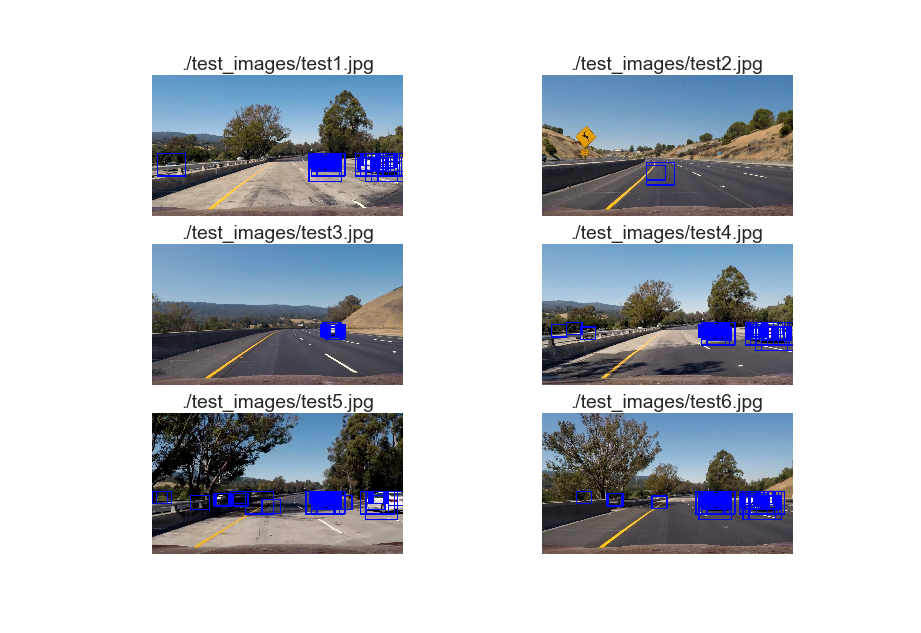 ./test_images/test1.jpg
./test_images/test2.jpg
./test_images/test3.jpg
./test_images/test4.jpg
./test_images/test5.jpg
./test_images/test6.jpg